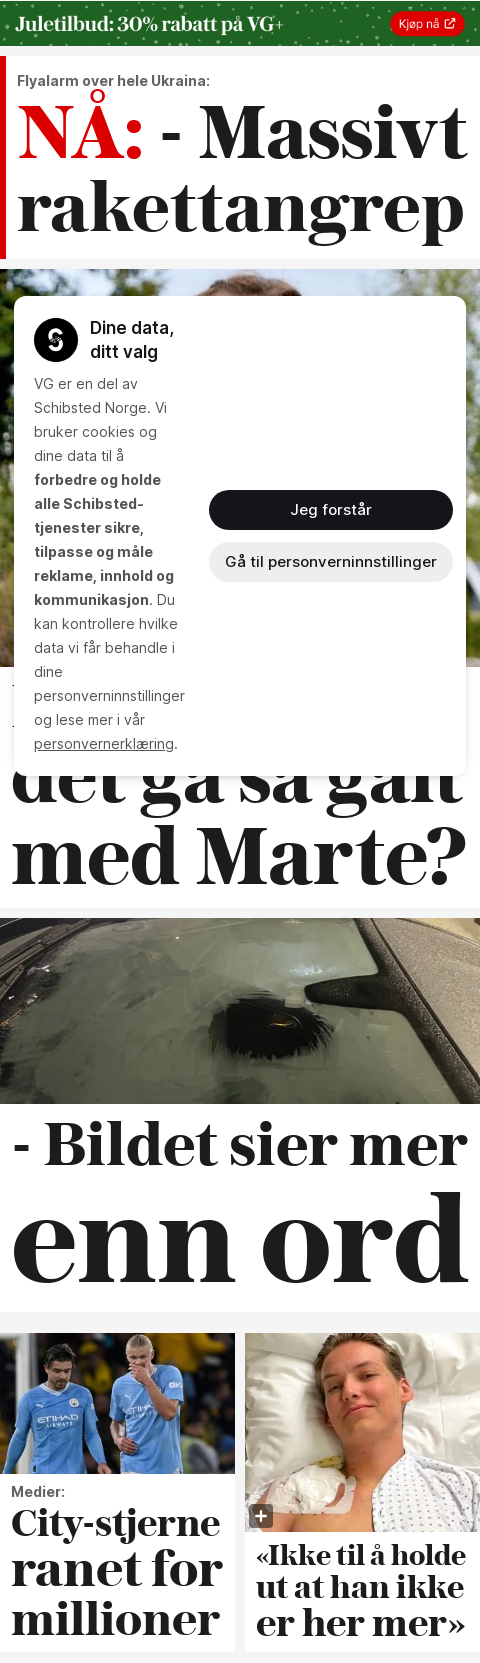 Juletilbud: 30% rabatt på VG+
Kjøp nå
Flyalarm over hele Ukraina:
NÅ: - Massivt
rakettangrep
Dine data,
ditt valg
VG er en del av
Schibsted Norge. Vi
bruker cookies og
dine data til å
forbedre og holde
alle Schibsted-
tjenester sikre,
tilpasse og måle
reklame, innhold og
kommunikasjon. Du
kan kontrollere hvilke
data vi får behandle i
dine
personverninnstillinger
og lese mer i vår
personvernerklæring.
Jeg forstår
Gå til personverninnstillinger
det gå så galt
med Marte?
- Bildet sier mer
enn ord
ETIHAD
AIRWAYS
ETIHAD
AIRWAYS
Medier:
City-stjerne
ranet for
millioner
«Ikke til å holde
ut at han ikke
er her mer»